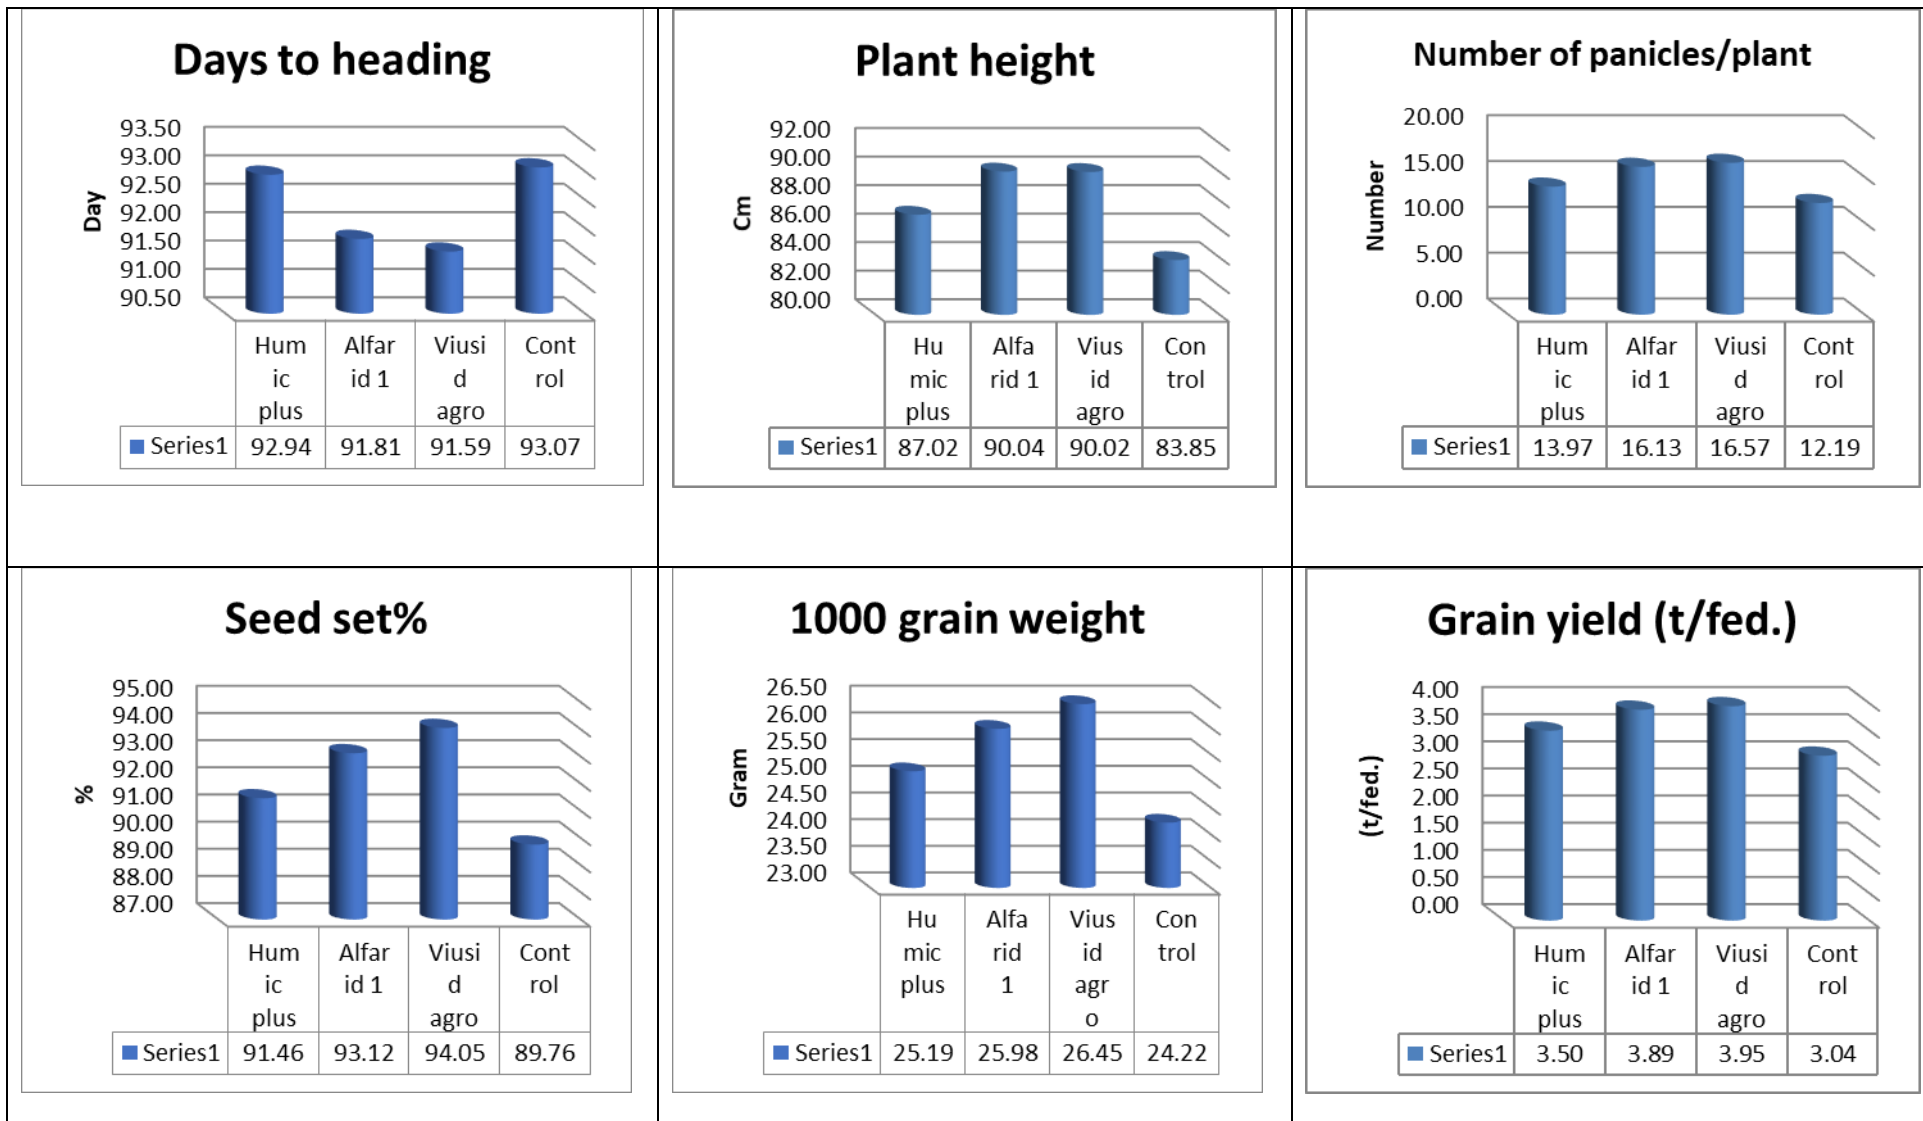 Days to heading
93.50
93.00
92.50
92.00
91.50
91.00
90.50
Day
Hum
ic
plus
Alfar
id 1
Viusi
d
agro
Cont
rol
Series1 92.94 91.81 91.59 93.07
Plant height
92.00
90.00
88.00
86.00
84.00
82.00
80.00
Cm
Hu
mic
plus
Alfa
rid 1
Vius
id
agro
Con
trol
Series1 87.02 90.04 90.02 83.85
Number of panicles/plant
20.00
15.00
10.00
5.00
0.00
Number
Hum
ic
plus
Alfar
id 1
Viusi
d
agro
Cont
rol
Series1 13.97 16.13 16.57 12.19
Seed set%
95.00
94.00
93.00
92.00
91.00
90.00
89.00
88.00
87.00
%
Hum
ic
plus
Alfar
id 1
Viusi
d
agro
Cont
rol
Series1 91.46 93.12 94.05 89.76
1000 grain weight
26.50
26.00
25.50
25.00
24.50
24.00
23.50
23.00
Gram
Hu
mic
plus
Alfa
rid
1
Vius
id
agr
o
Con
trol
Series1 25.19 25.98 26.45 24.22
Grain yield (t/fed.)
4.00
3.50
3.00
2.50
2.00
1.50
1.00
0.50
0.00
(t/fed.)
Hum
ic
plus
Alfar
id 1
Viusi
d
agro
Cont
rol
Series1 3.50 3.89 3.95 3.04